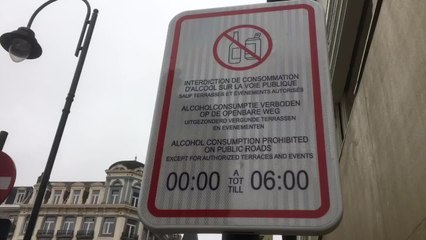 INTERDICTION DE CONSOMMATION
D'ALCOOL SUR LA VOIE PUBLIQUE
SAUF TERRASSES ET EVENEMENTS AUTORISES
ALCOHOLCONSUMPTIE VERBODEN
OP DE OPENBARE WEG
UITGEZONDERD VERGUNDE TERRASSEN
EN EVENEMENTEN
ALCOHOL CONSUMPTION PROHIBITED
ON PUBLIC ROADS
EXCEPT FOR AUTHORIZED TERRACES AND EVENTS
00:00 A TOT TILL 06:00